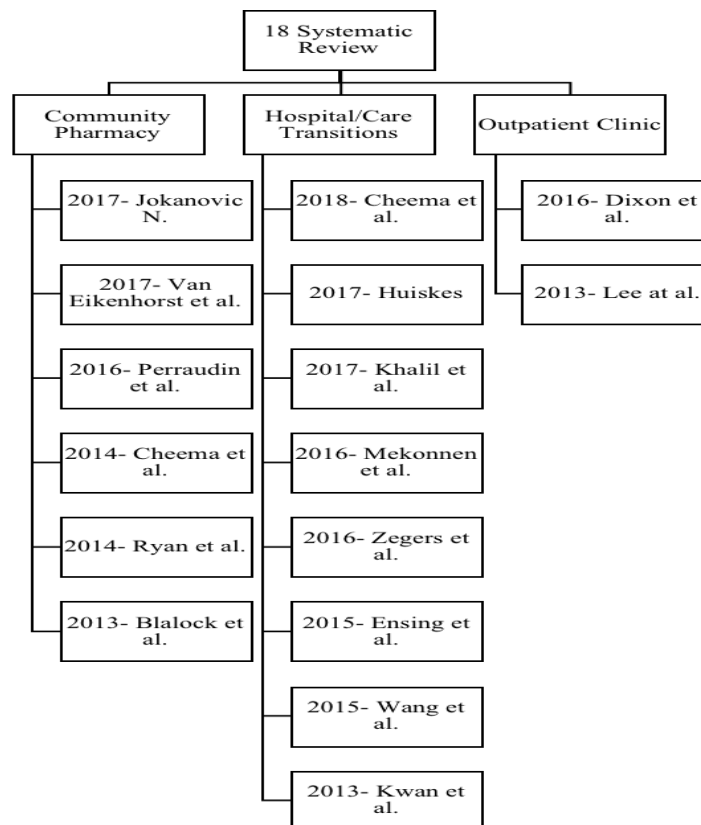 18 Systematic
Review
Community
Pharmacy
Hospital/Care
Transitions
Outpatient Clinic
2017- Jokanovic
N.
2017- Van
Eikenhorst et al.
2016- Perraudin
et al.
2014- Cheema et
al.
2014- Ryan et al.
2013- Blalock et
al.
2018- Cheema et
al.
2017- Huiskes
2017- Khalil et
al.
2016- Mekonnen
et al.
2016- Zegers et
al.
2015- Ensing et
al.
2015- Wang et
al.
2013- Kwan et
al.
2016- Dixon et
al.
2013- Lee at al.